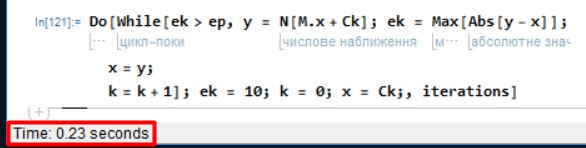 In[121]:= Do[While[ek > ep, y = N[M.x + Ck]; ek = Max[Abs[y - x]];
⋯ цикл-поки числове наближення м⋯ абсолютне знач
x = y;
k = k + 1]; ek = 10; k = 0; x = Ck;, iterations]
Time: 0.23 seconds